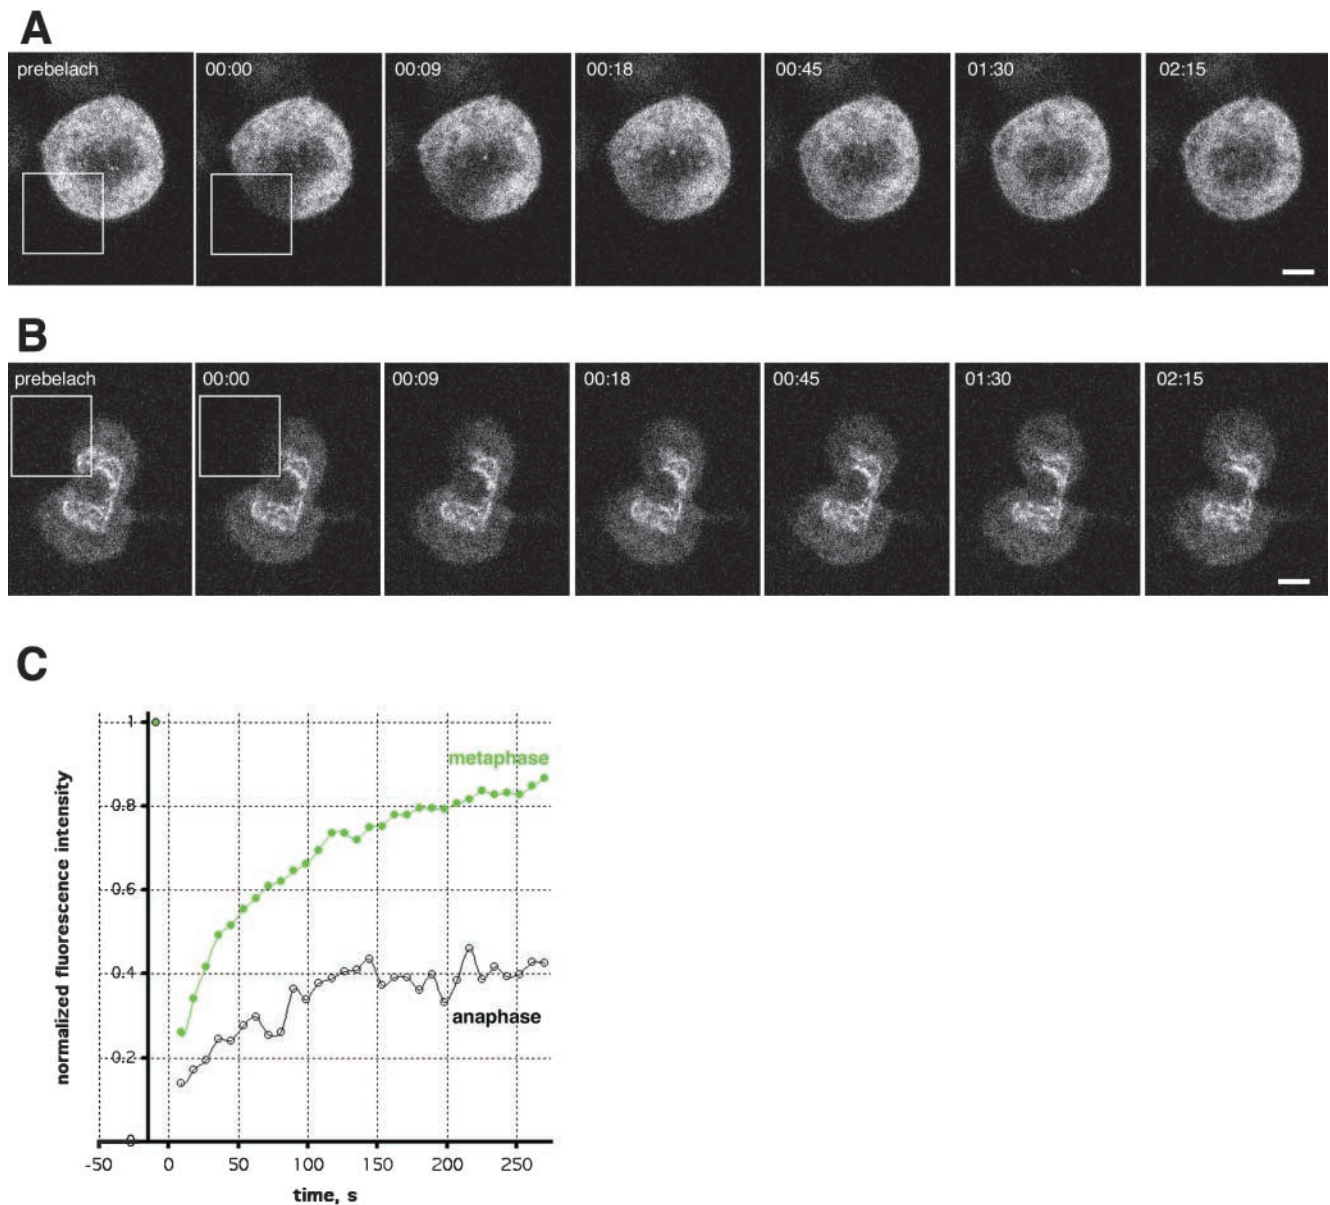 A
prebelach 00:00 00:09 00:18 00:45 01:30 02:15
B
prebelach 00:00 00:09 00:18 00:45 01:30 02:15
C
1
metaphase
0.8
0.6
0.4
anaphase
0.2
0
-50 0 50 100 150 200 250
normalized fluorescence intensity
time, s